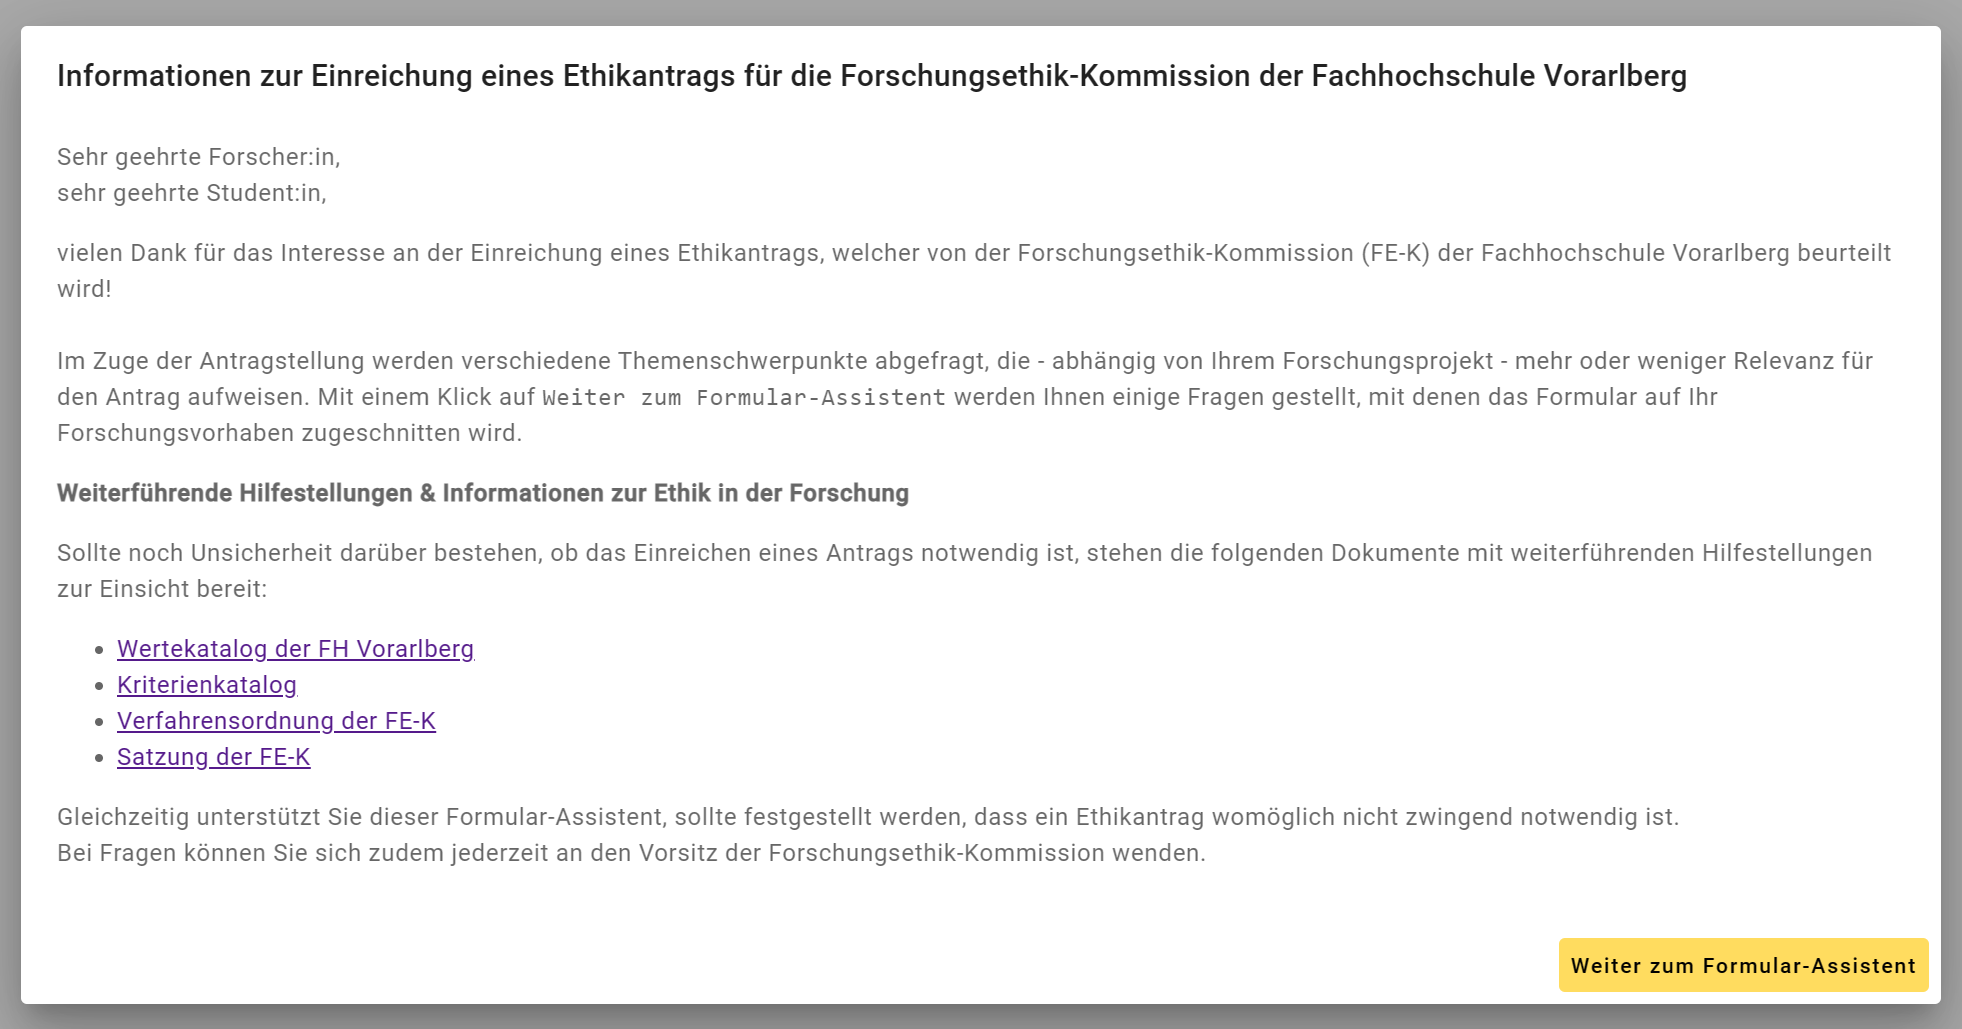 Informationen zur Einreichung eines Ethikantrags für die Forschungsethik-Kommission der Fachhochschule Vorarlberg
Sehr geehrte Forscher:in,
sehr geehrte Student:in,
vielen Dank für das Interesse an der Einreichung eines Ethikantrags, welcher von der Forschungsethik-Kommission (FE-K) der Fachhochschule Vorarlberg beurteilt
wird!
Im Zuge der Antragstellung werden verschiedene Themenschwerpunkte abgefragt, die - abhängig von Ihrem Forschungsprojekt - mehr oder weniger Relevanz für
den Antrag aufweisen. Mit einem Klick auf Weiter zum Formular-Assistent werden Ihnen einige Fragen gestellt, mit denen das Formular auf Ihr
Forschungsvorhaben zugeschnitten wird.
Weiterführende Hilfestellungen & Informationen zur Ethik in der Forschung
Sollte noch Unsicherheit darüber bestehen, ob das Einreichen eines Antrags notwendig ist, stehen die folgenden Dokumente mit weiterführenden Hilfestellungen
zur Einsicht bereit:
• Wertekatalog der FH Vorarlberg
• Kriterienkatalog
• Verfahrensordnung der FE-K
• Satzung der FE-K
Gleichzeitig unterstützt Sie dieser Formular-Assistent, sollte festgestellt werden, dass ein Ethikantrag womöglich nicht zwingend notwendig ist.
Bei Fragen können Sie sich zudem jederzeit an den Vorsitz der Forschungsethik-Kommission wenden.
Weiter zum Formular-Assistent